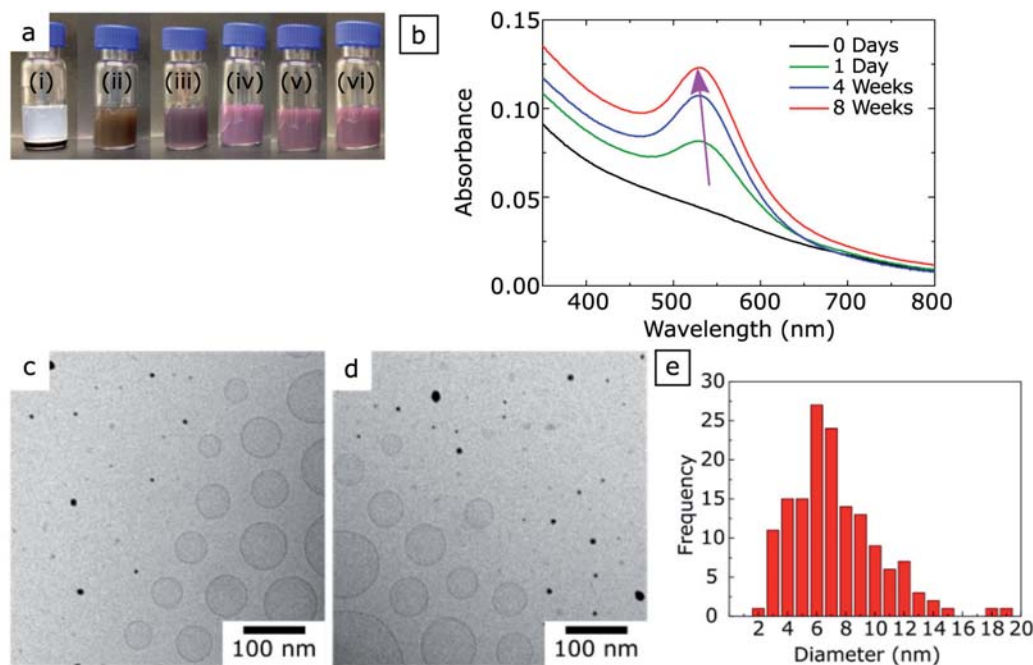 a
(i) (ii) (iii) (iv) (v) (vi)
b
0.15
0.10
0.05
0.00
Absorbance
0 Days
1 Day
4 Weeks
8 Weeks
400 500 600 700 800
Wavelength (nm)
c
100 nm
d
100 nm
e
30
25
20
15
10
5
0
Frequency
2 4 6 8 10 12 14 16 18 20
Diameter (nm)